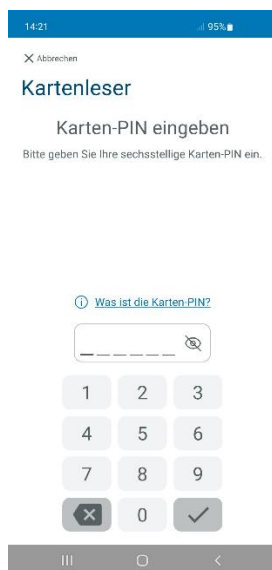 14:21 95%
Abbrechen
Kartenleser
Karten-PIN eingeben
Bitte geben Sie Ihre sechsstellige Karten-PIN ein.
Was ist die Karten-PIN?
1 2 3
4 5 6
7 8 9
0